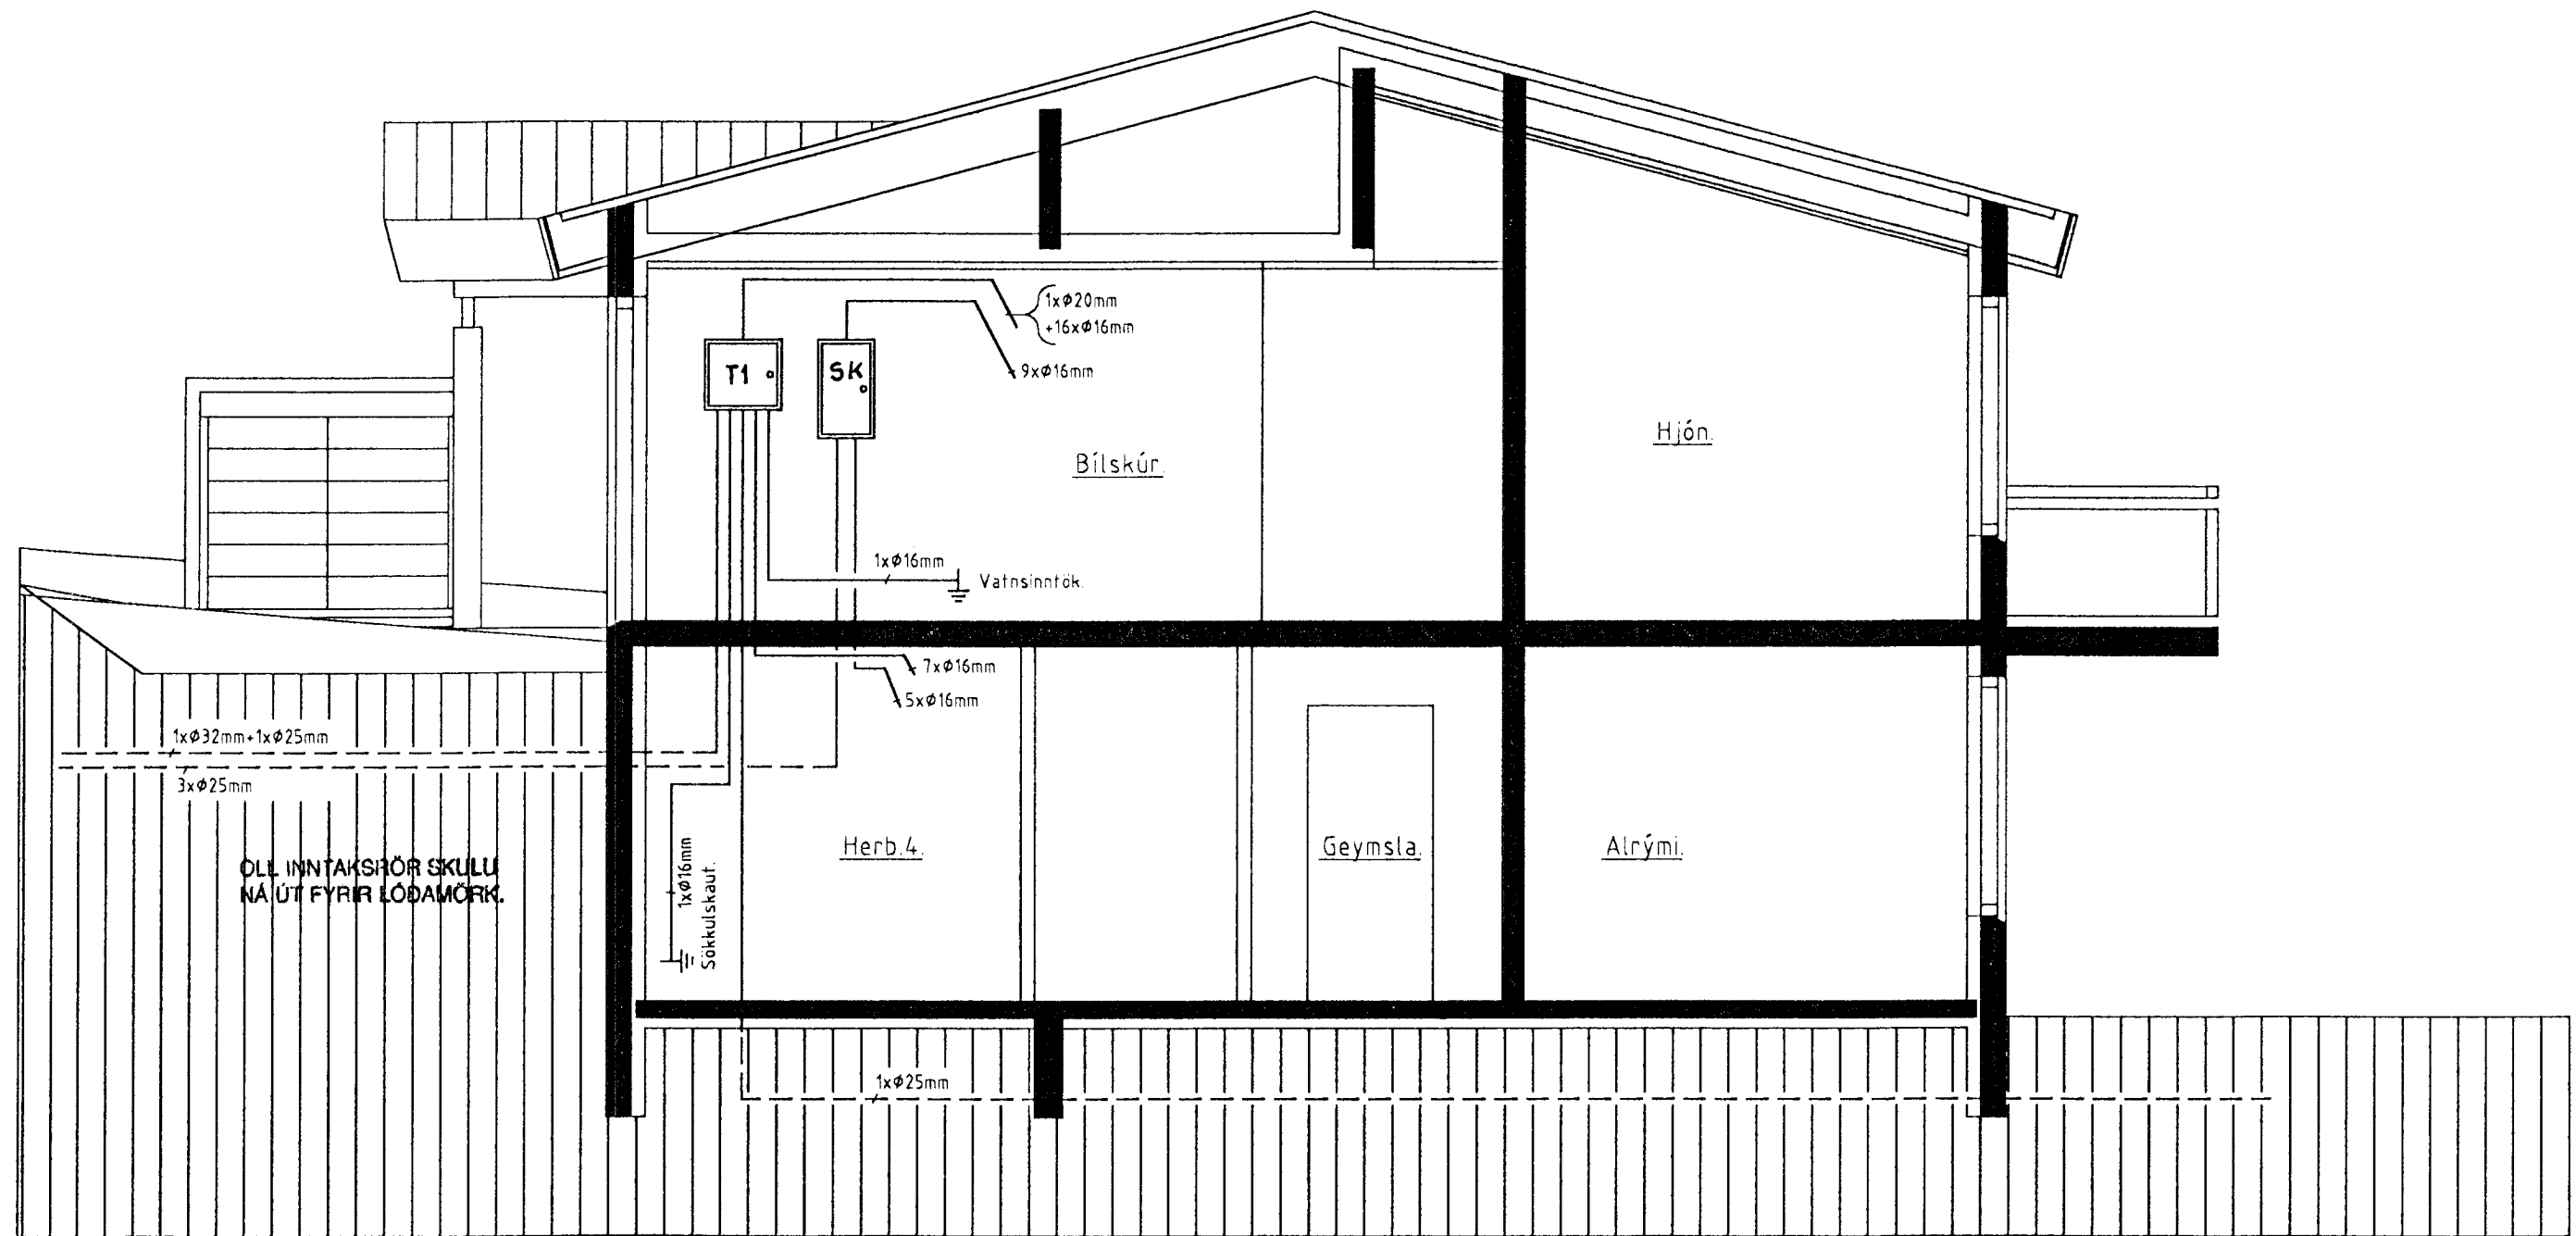 1xø20mm
+16xø16mm
9xø16mm
T1
SK
Hjón.
Bílskúr.
1xø16mm
Vatnsinntök.
7xø16mm
5xø16mm
1xø32mm+1xø25mm
3xø25mm
Herb.4.
Geymsla.
Alrými.
1xø16mm
Sökkulskaut.
ÖLL INNTAKSRÖR SKULU
NÁ ÚT FYRIR LÓÐAMÖRK.
1xø25mm